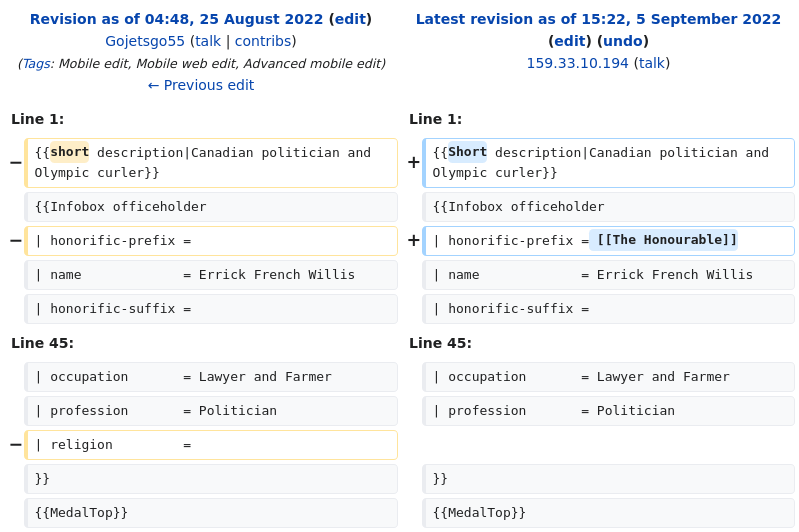 Revision as of 04:48, 25 August 2022 (edit)
Gojetsgo55 (talk | contribs)
(Tags: Mobile edit, Mobile web edit, Advanced mobile edit)
← Previous edit
Latest revision as of 15:22, 5 September 2022
(edit) (undo)
159.33.10.194 (talk)
Line 1:
Line 1:
− {{short description|Canadian politician and
Olympic curler}}
+ {{Short description|Canadian politician and
Olympic curler}}
{{Infobox officeholder
{{Infobox officeholder
− | honorific-prefix =
+ | honorific-prefix = [[The Honourable]]
| name = Errick French Willis
| name = Errick French Willis
| honorific-suffix =
| honorific-suffix =
Line 45:
Line 45:
| occupation = Lawyer and Farmer
| occupation = Lawyer and Farmer
| profession = Politician
| profession = Politician
− | religion =
}}
}}
{{MedalTop}}
{{MedalTop}}